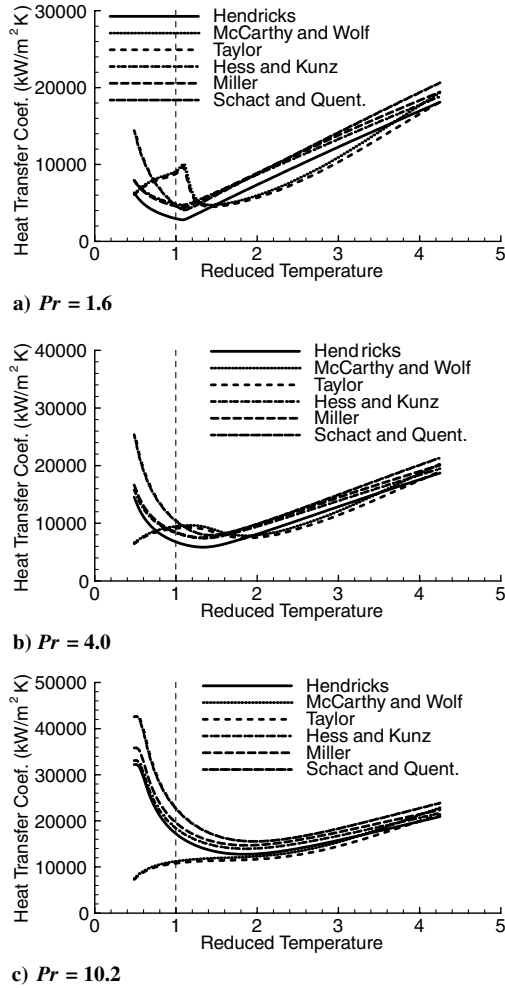 Heat Transfer Coef. (kW/m² K)
30000
20000
10000
0
Hendricks
McCarthy and Wolf
Taylor
Hess and Kunz
Miller
Schact and Quent.
0 1 2 3 4 5
Reduced Temperature
a) Pr = 1.6
Heat Transfer Coef. (kW/m² K)
40000
30000
20000
10000
0
Hendricks
McCarthy and Wolf
Taylor
Hess and Kunz
Miller
Schact and Quent.
0 1 2 3 4 5
Reduced Temperature
b) Pr = 4.0
Heat Transfer Coef. (kW/m² K)
50000
40000
30000
20000
10000
0
Hendricks
McCarthy and Wolf
Taylor
Hess and Kunz
Miller
Schact and Quent.
0 1 2 3 4 5
Reduced Temperature
c) Pr = 10.2